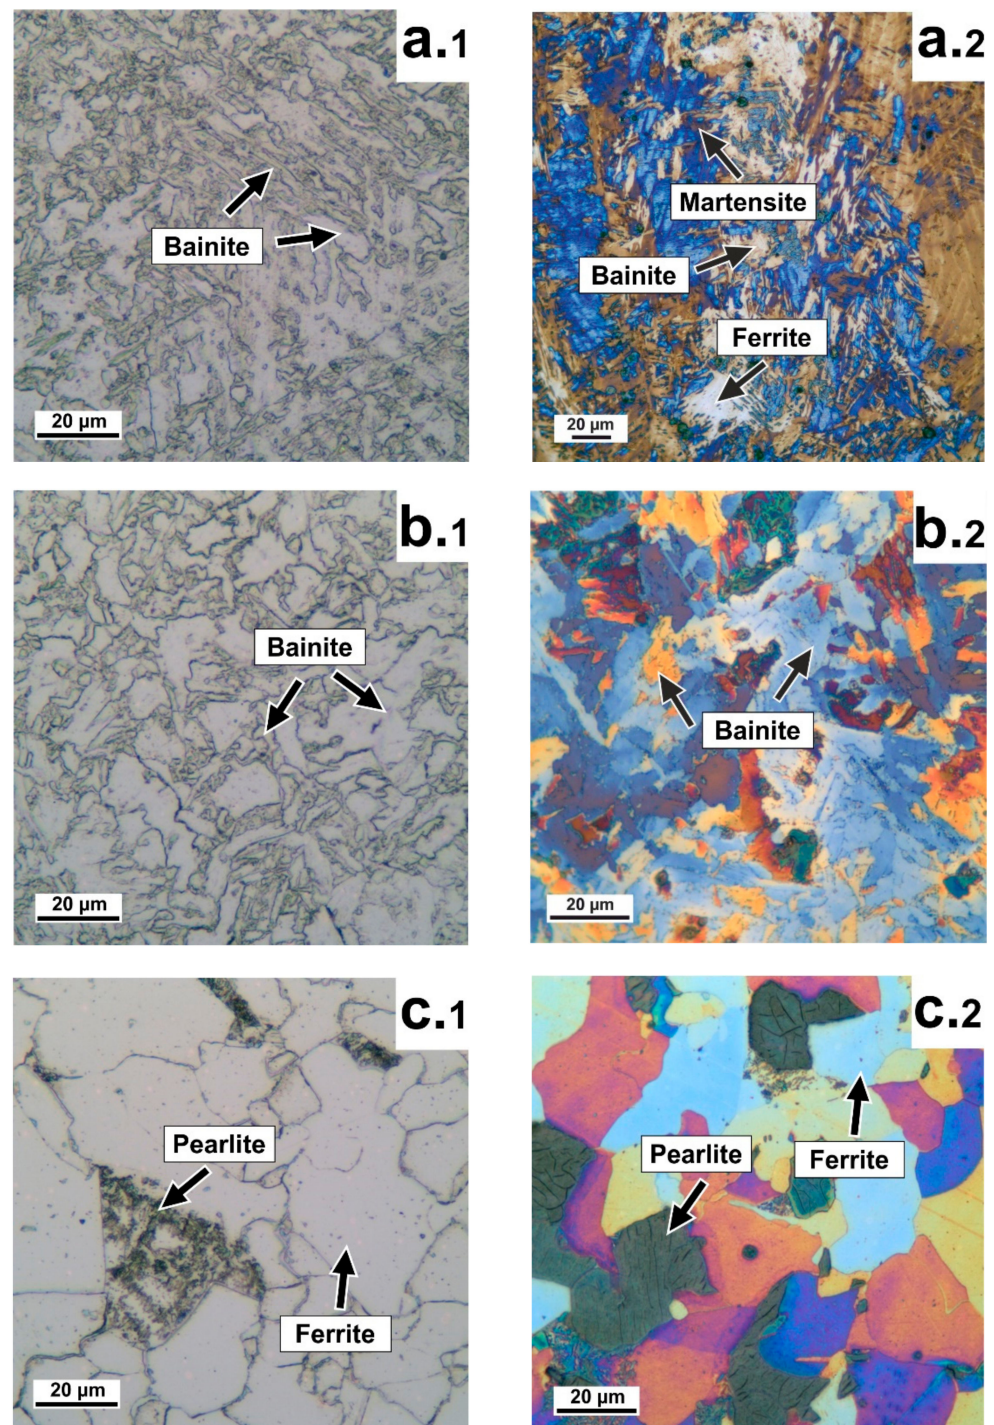 a.1
Bainite
20 µm
a.2
Martensite
Bainite
Ferrite
20 µm
b.1
Bainite
20 µm
b.2
Bainite
20 µm
c.1
Pearlite
Ferrite
20 µm
c.2
Pearlite
Ferrite
20 µm